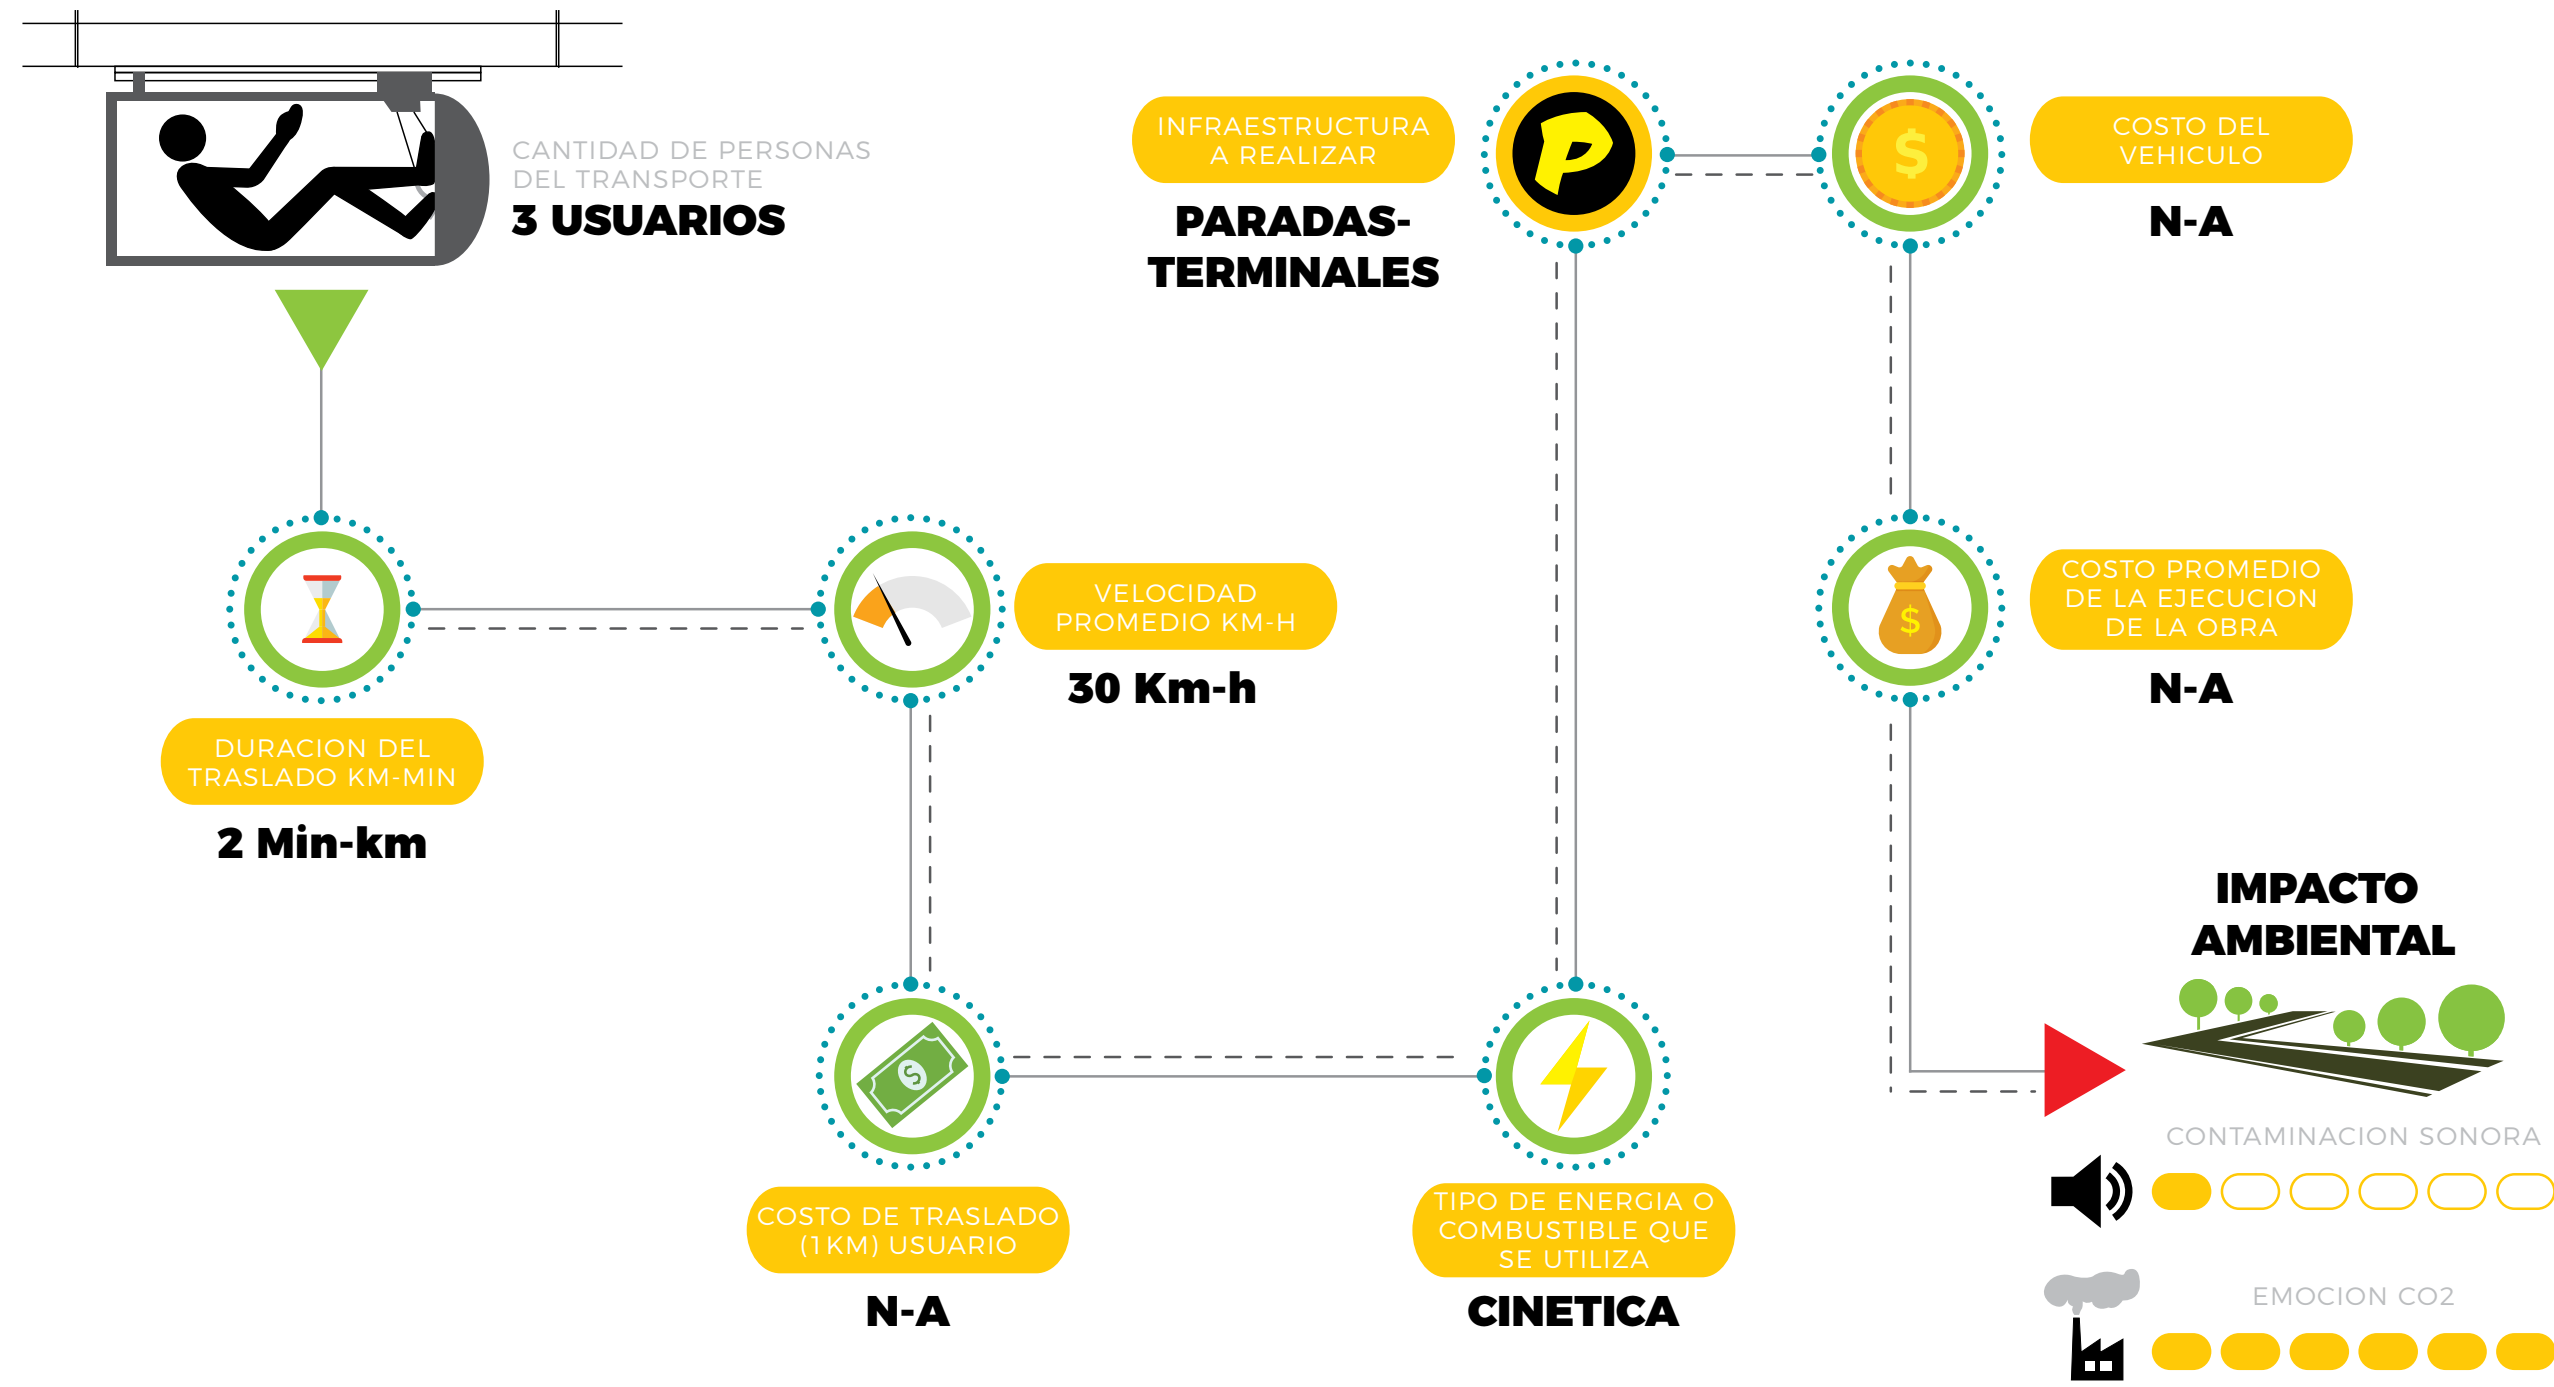 CANTIDAD DE PERSONAS
DEL TRANSPORTE
3 USUARIOS
DURACION DEL
TRASLADO KM-MIN
2 Min-km
VELOCIDAD
PROMEDIO KM-H
30 Km-h
COSTO DE TRASLADO
(1KM) USUARIO
N-A
$
TIPO DE ENERGIA O
COMBUSTIBLE QUE
SE UTILIZA
CINETICA
INFRAESTRUCTURA
A REALIZAR
PARADAS-
TERMINALES
P
$
COSTO DEL
VEHICULO
N-A
$
COSTO PROMEDIO
DE LA EJECUCION
DE LA OBRA
N-A
IMPACTO
AMBIENTAL
CONTAMINACION SONORA
EMOCION CO2